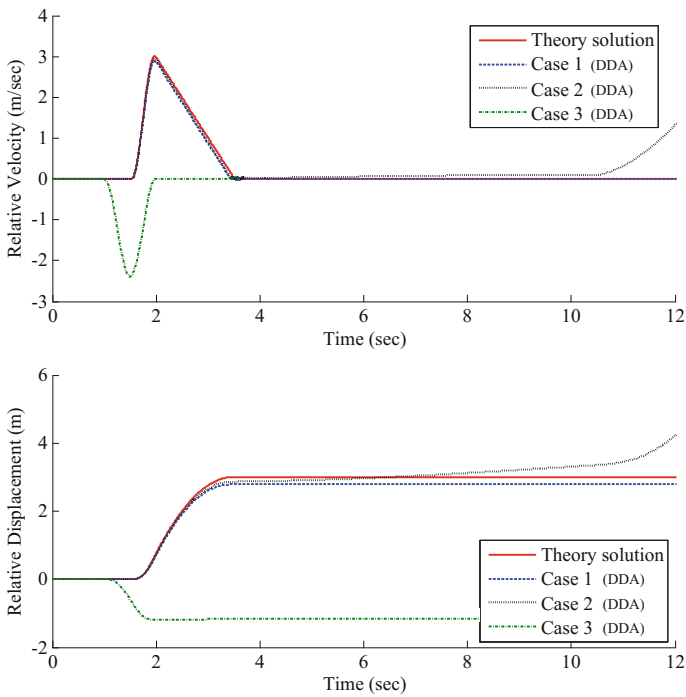 4
3
2
1
0
-1
-2
-3
Relative Velocity (m/sec)
Theory solution
Case 1 (DDA)
Case 2 (DDA)
Case 3 (DDA)
0 2 4 6 8 10 12
Time (sec)
6
4
2
0
-2
Relative Displacement (m)
Theory solution
Case 1 (DDA)
Case 2 (DDA)
Case 3 (DDA)
0 2 4 6 8 10 12
Time (sec)